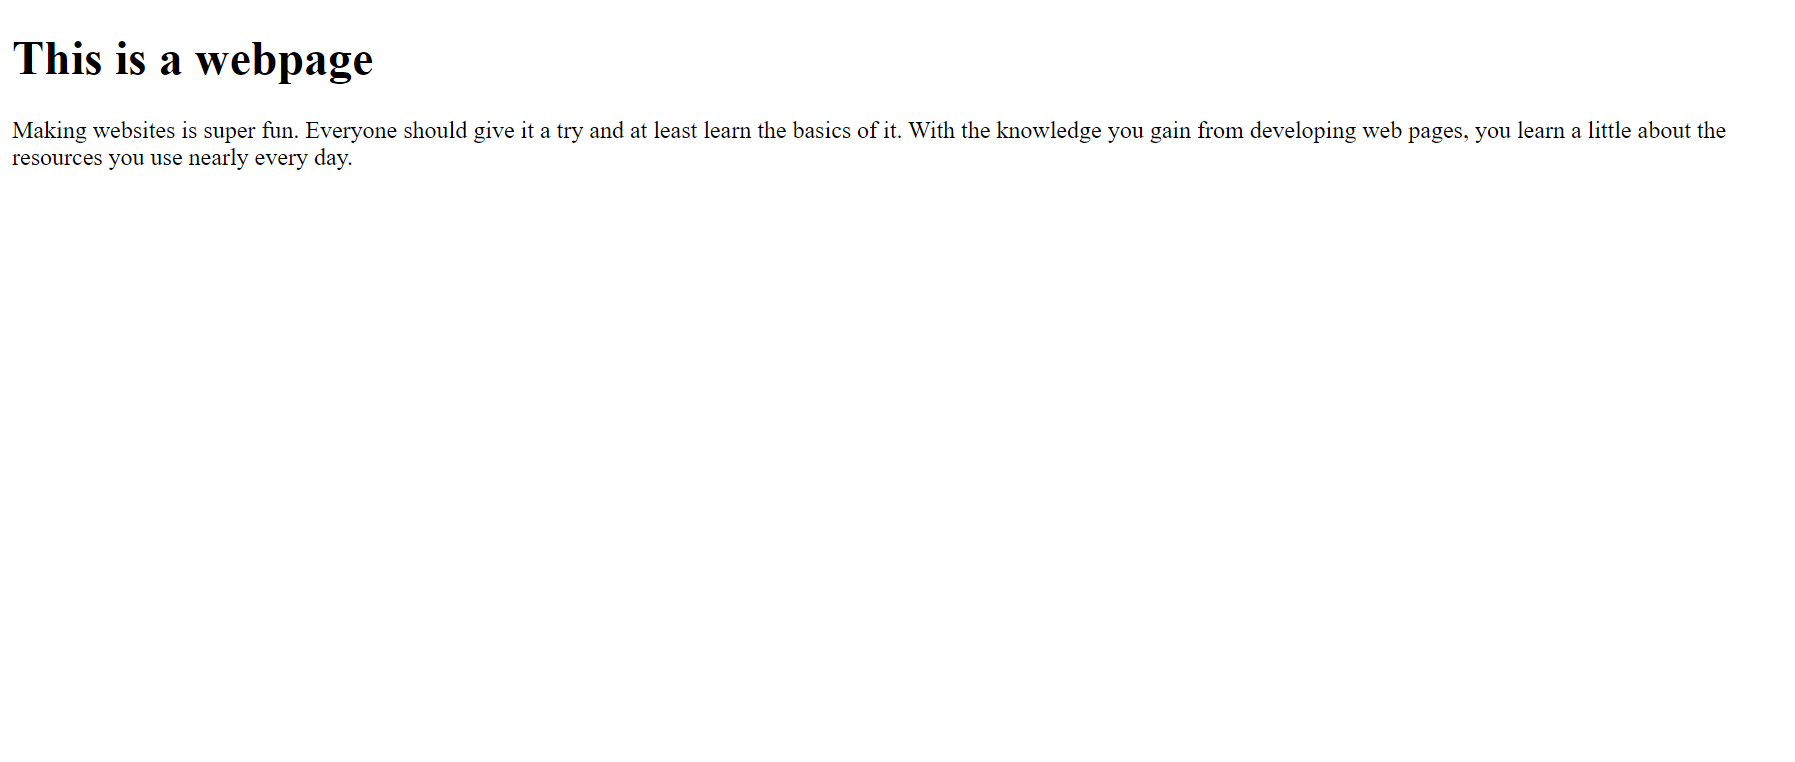 This is a webpage
Making websites is super fun. Everyone should give it a try and at least learn the basics of it. With the knowledge you gain from developing web pages, you learn a little about the
resources you use nearly every day.